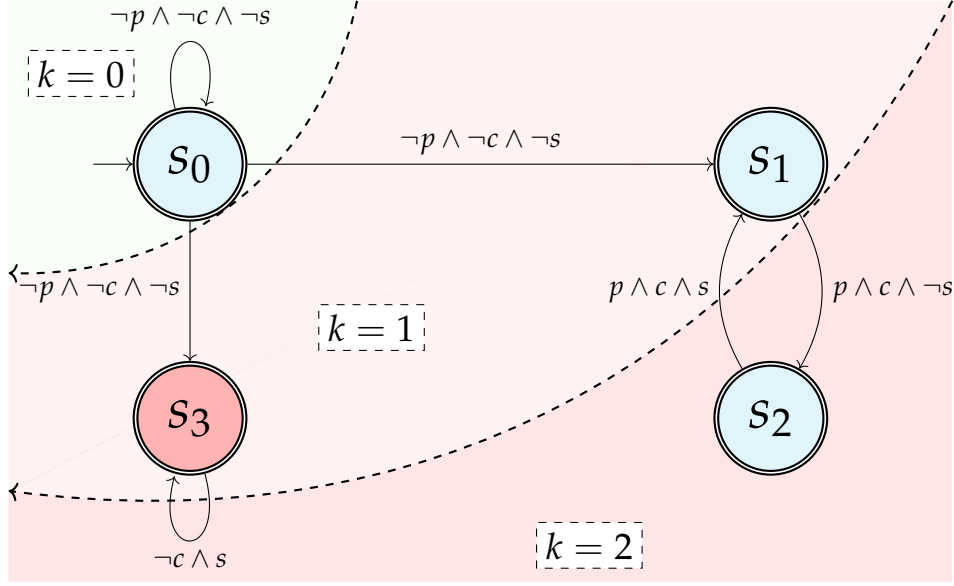 ¬p ∧ ¬c ∧ ¬s
k = 0
¬p ∧ ¬c ∧ ¬s
s₀
s₁
¬p ∧ ¬c ∧ ¬s
p ∧ c ∧ s
p ∧ c ∧ ¬s
k = 1
s₃
s₂
¬c ∧ s
k = 2